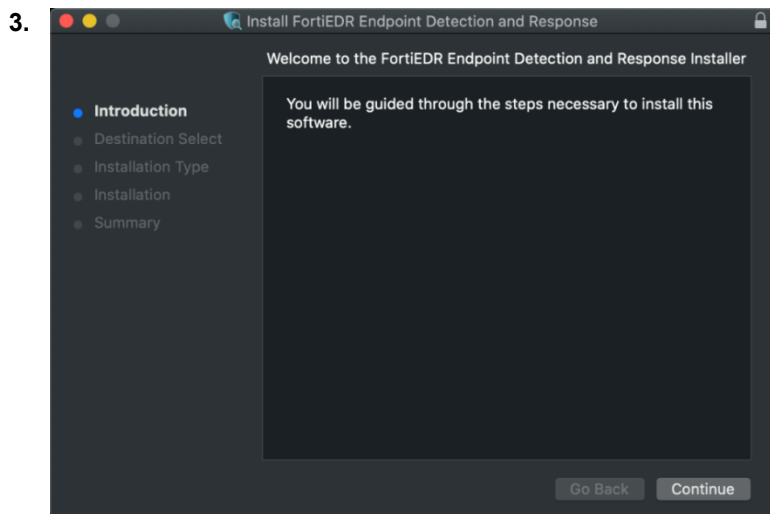 3.
Install FortiEDR Endpoint Detection and Response
Welcome to the FortiEDR Endpoint Detection and Response Installer
Introduction
Destination Select
Installation Type
Installation
Summary
You will be guided through the steps necessary to install this
software.
Go Back
Continue